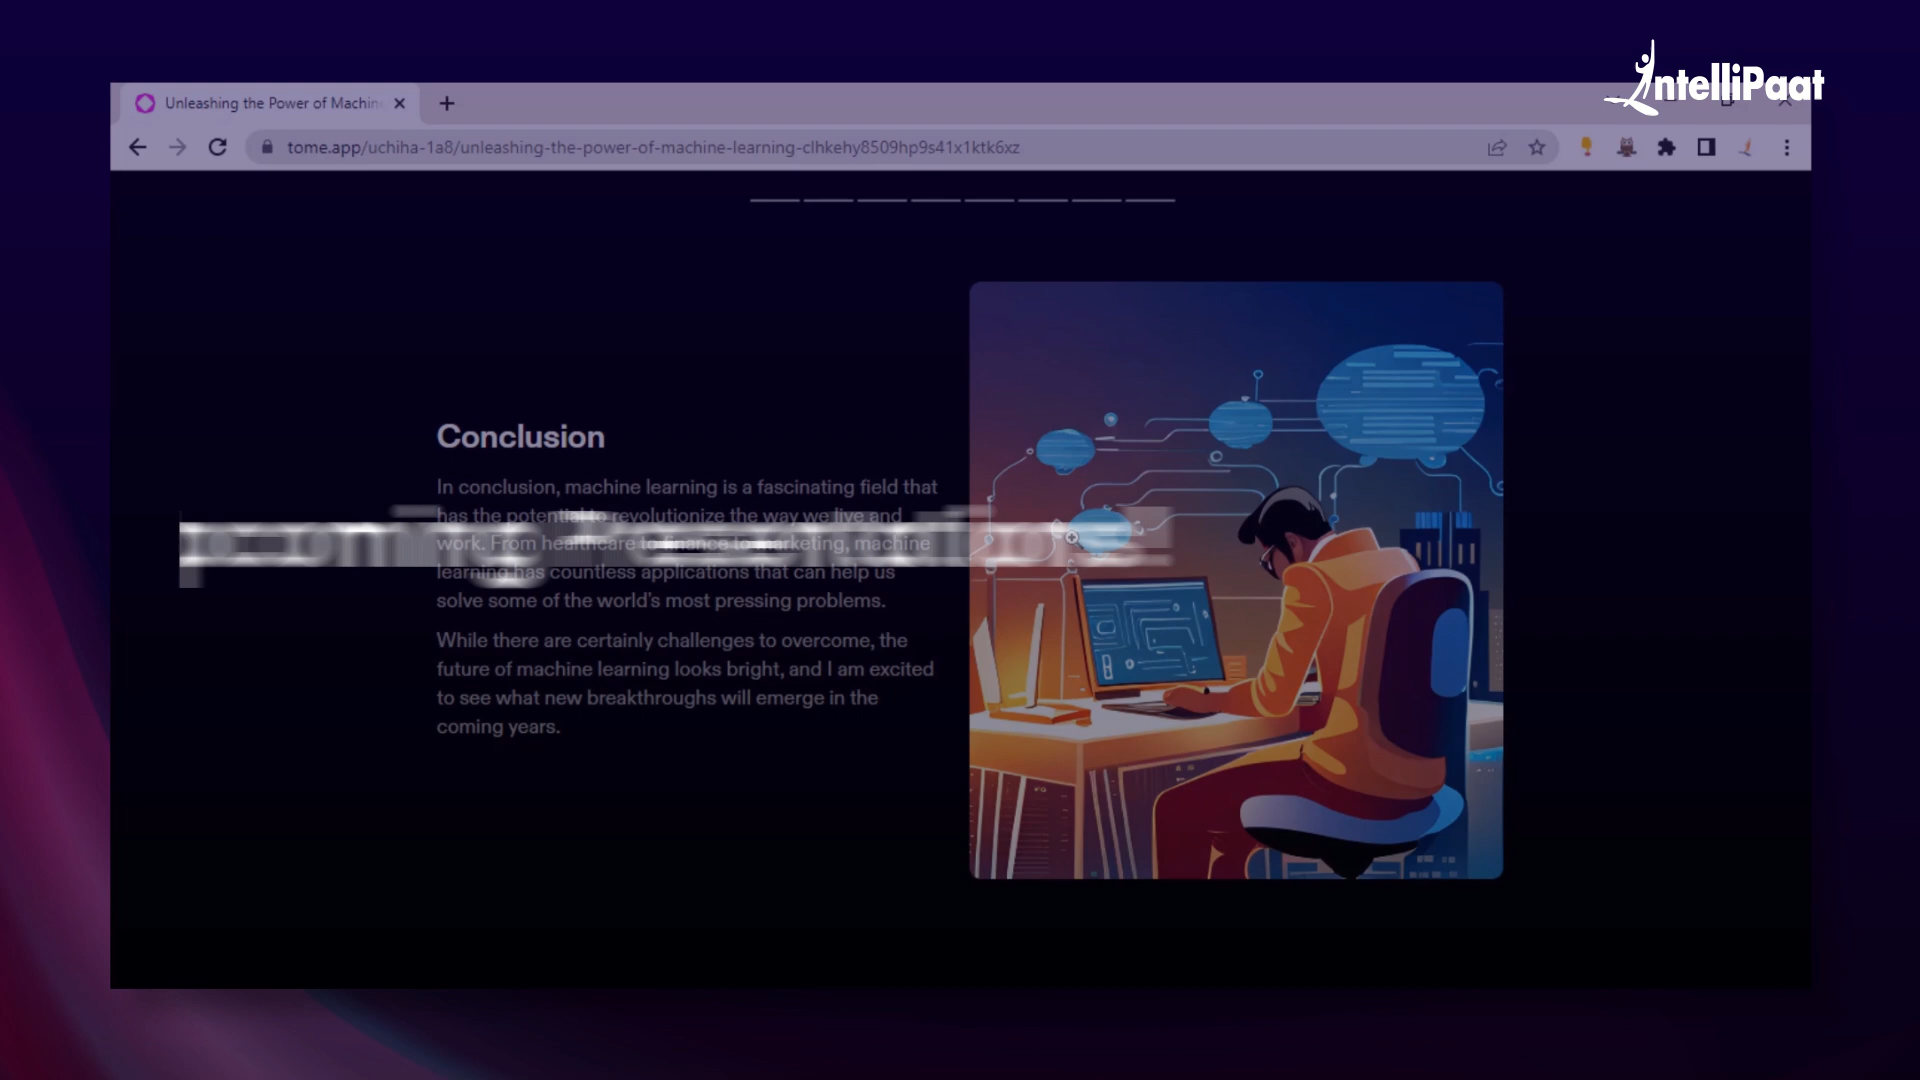 IntelliPaat
Unleashing the Power of Machin
tome.app/uchiha-1a8/unleashing-the-power-of-machine-learning-clhkehy8509hp9s41x1ktk6xz
Conclusion
In conclusion, machine learning is a fascinating field that
has the potential to revolutionize the way we live and
work. From healthcare to finance to marketing, machine
learning has countless applications that can help us
solve some of the world's most pressing problems.
While there are certainly challenges to overcome, the
future of machine learning looks bright, and I am excited
to see what new breakthroughs will emerge in the
coming years.